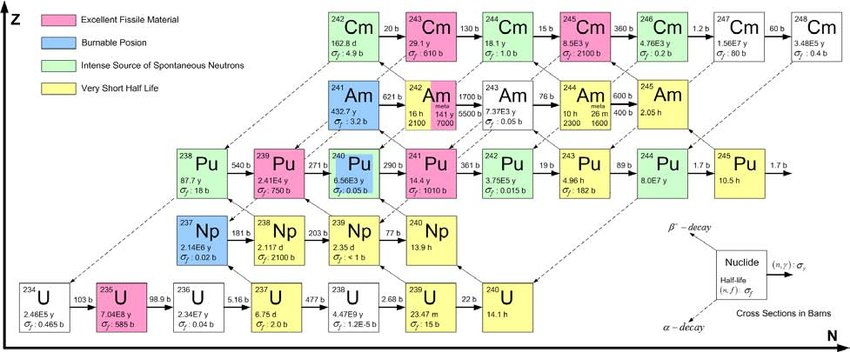 Z
Excellent Fissile Material
Burnable Posion
Intense Source of Spontaneous Neutrons
Very Short Half Life
242 Cm
162.8 d
σf : 4.9 b
20 b
243 Cm
29.1 y
σf : 610 b
130 b
244 Cm
18.1 y
σf : 1.0 b
15 b
245 Cm
8.5E3 y
σf : 2100 b
360 b
246 Cm
4.76E3 y
σf : 0.2 b
1.2 b
247 Cm
1.56E7 y
σf : 80 b
60 b
248 Cm
3.48E5 y
σf : 0.4 b
241 Am
432.7 y
σf : 3.2 b
621 b
242 Am
meta
16 h 141 y
2100 7000
1700 b
5500 b
243 Am
7.37E3 y
σf : 0.05 b
76 b
244 Am
meta
10 h 26 m
2300 1600
600 b
400 b
245 Am
2.05 h
238 Pu
87.7 y
σf : 18 b
540 b
239 Pu
2.41E4 y
σf : 750 b
271 b
240 Pu
6.56E3 y
σf : 0.05 b
290 b
241 Pu
14.4 y
σf : 1010 b
361 b
242 Pu
3.75E5 y
σf : 0.015 b
19 b
243 Pu
4.96 h
σf : 182 b
89 b
244 Pu
8.0E7 y
1.7 b
245 Pu
10.5 h
1.7 b
237 Np
2.14E6 y
σf : 0.02 b
181 b
238 Np
2.117 d
σf : 2100 b
203 b
239 Np
2.35 d
σf : < 1 b
77 b
240 Np
13.9 h
234 U
2.46E5 y
σf : 0.465 b
103 b
235 U
7.04E8 y
σf : 585 b
98.9 b
236 U
2.34E7 y
σf : 0.04 b
5.16 b
237 U
6.75 d
σf : 2.0 b
477 b
238 U
4.47E9 y
σf : 1.2E-5 b
2.68 b
239 U
23.47 m
σf : 15 b
22 b
240 U
14.1 h
β⁻ – decay
Nuclide
Half-life
(n, f) : σf
(n,γ) : σγ
α – decay
Cross Sections in Barns
N